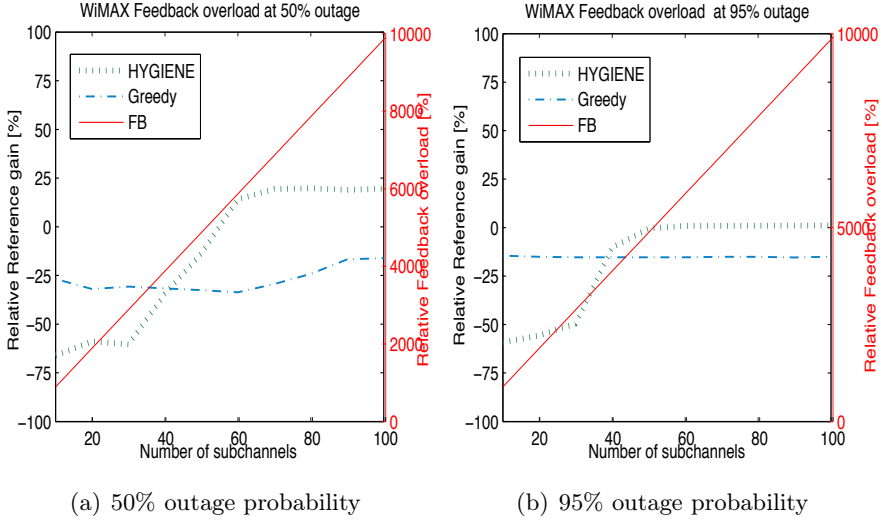 WiMAX Feedback overload at 50% outage
100
75
50
25
0
−25
−50
−75
−100
Relative Reference gain [%]
HYGIENE
Greedy
FB
10000
8000
6000
4000
2000
0
Relative Feedback overload [%]
20
40
60
80
100
Number of subchannels
(a) 50% outage probability
WiMAX Feedback overload at 95% outage
100
75
50
25
0
−25
−50
−75
−100
Relative Reference gain [%]
HYGIENE
Greedy
FB
10000
5000
0
Relative Feedback overload [%]
20
40
60
80
100
Number of subchannels
(b) 95% outage probability